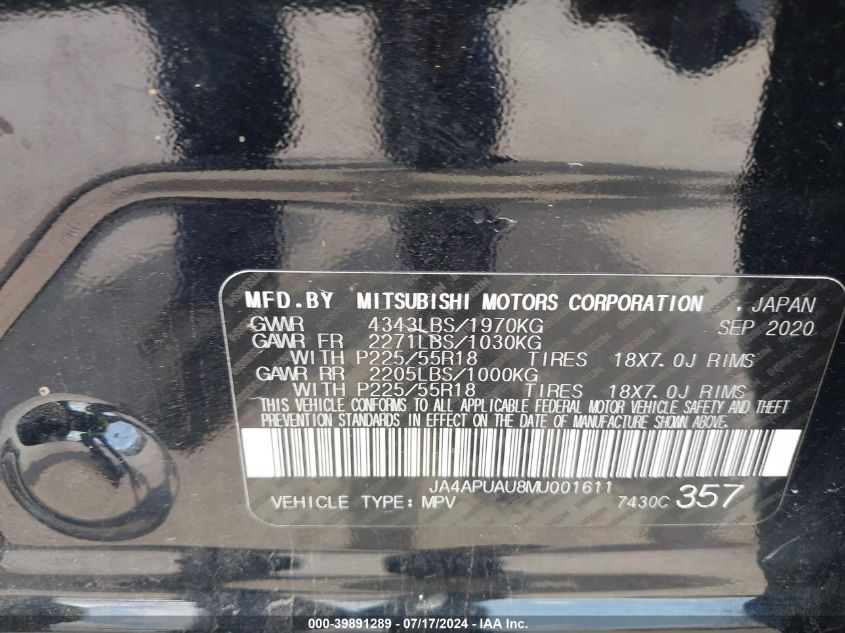 MFD.BY MITSUBISHI MOTORS CORPORATION , JAPAN
GVWR 4343LBS/1970KG SEP 2020
GAWR FR 2271LBS/1030KG
WITH P225/55R18 TIRES 18X7.0J RIMS
GAWR RR 2205LBS/1000KG
WITH P225/55R18 TIRES 18X7.0J RIMS
THIS VEHICLE CONFORMS TO ALL APPLICABLE FEDERAL MOTOR VEHICLE SAFETY AND THEFT
PREVENTION STANDARDS IN EFFECT ON THE DATE OF MANUFACTURE SHOWN ABOVE.
JA4APUAU8MU001611
VEHICLE TYPE: MPV 7430C 357
000-39891289 - 07/17/2024 - IAA Inc.